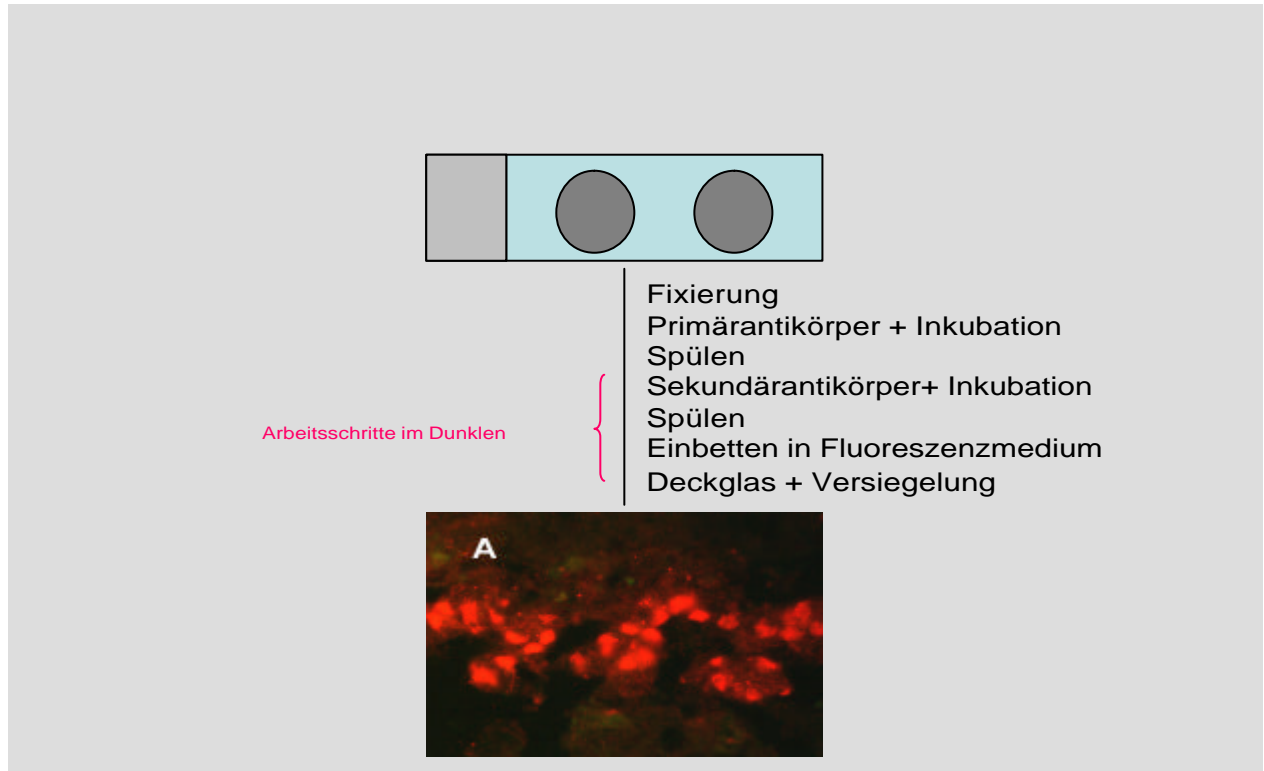 Fixierung
Primärantikörper + Inkubation
Spülen
Sekundärantikörper+ Inkubation
Spülen
Einbetten in Fluoreszenzmedium
Deckglas + Versiegelung
Arbeitsschritte im Dunklen
A